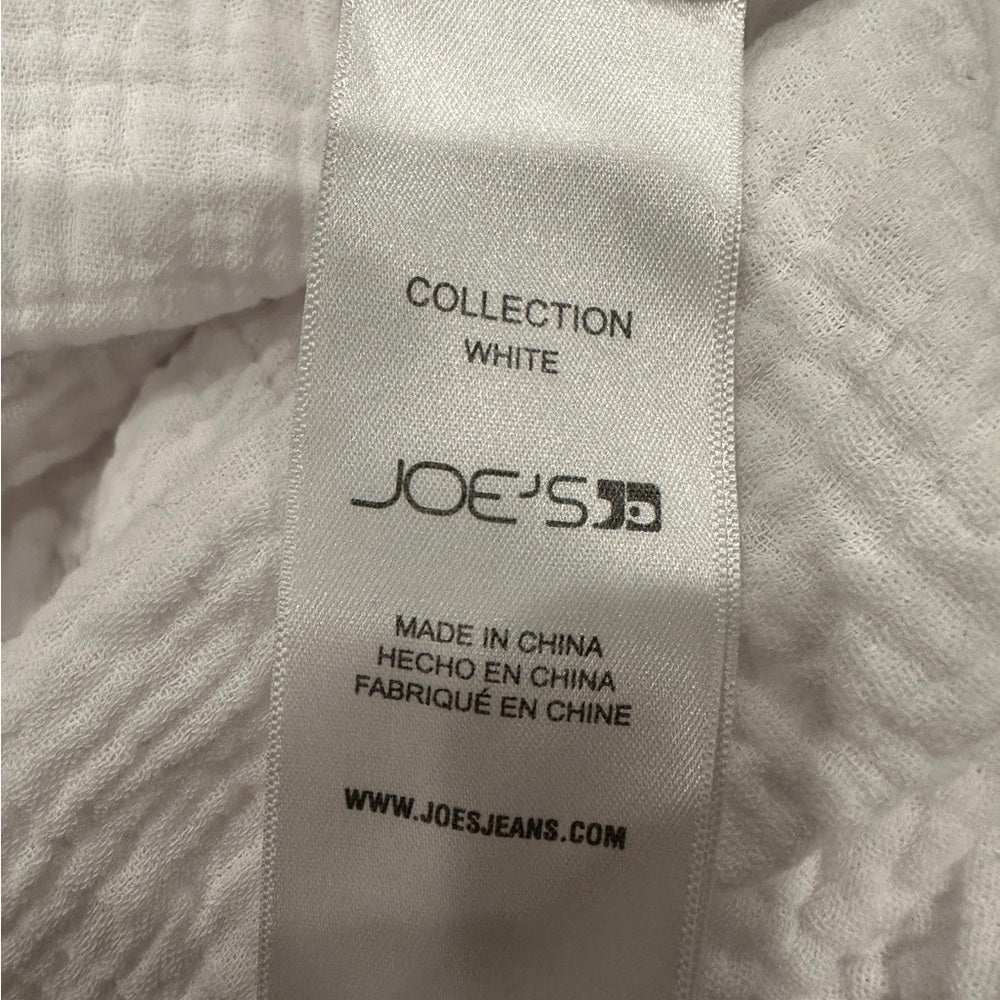 COLLECTION
WHITE
JOE'S
MADE IN CHINA
HECHO EN CHINA
FABRIQUÉ EN CHINE
WWW.JOESJEANS.COM